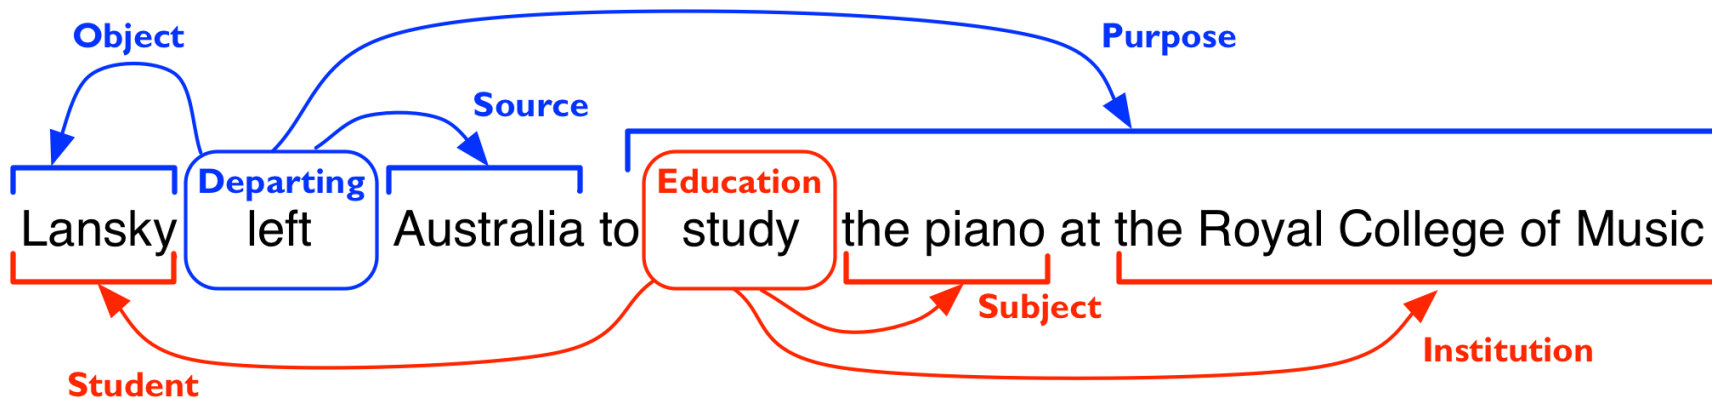 Object
Purpose
Source
Departing
Education
Lansky left Australia to study the piano at the Royal College of Music
Subject
Institution
Student